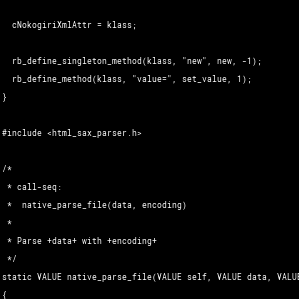 cNokogiriXmlAttr = klass;
rb_define_singleton_method(klass, "new", new, -1);
rb_define_method(klass, "value=", set_value, 1);
}
#include <html_sax_parser.h>
/*
* call-seq:
*  native_parse_file(data, encoding)
*
* Parse +data+ with +encoding+
*/
static VALUE native_parse_file(VALUE self, VALUE data, VALUE
{